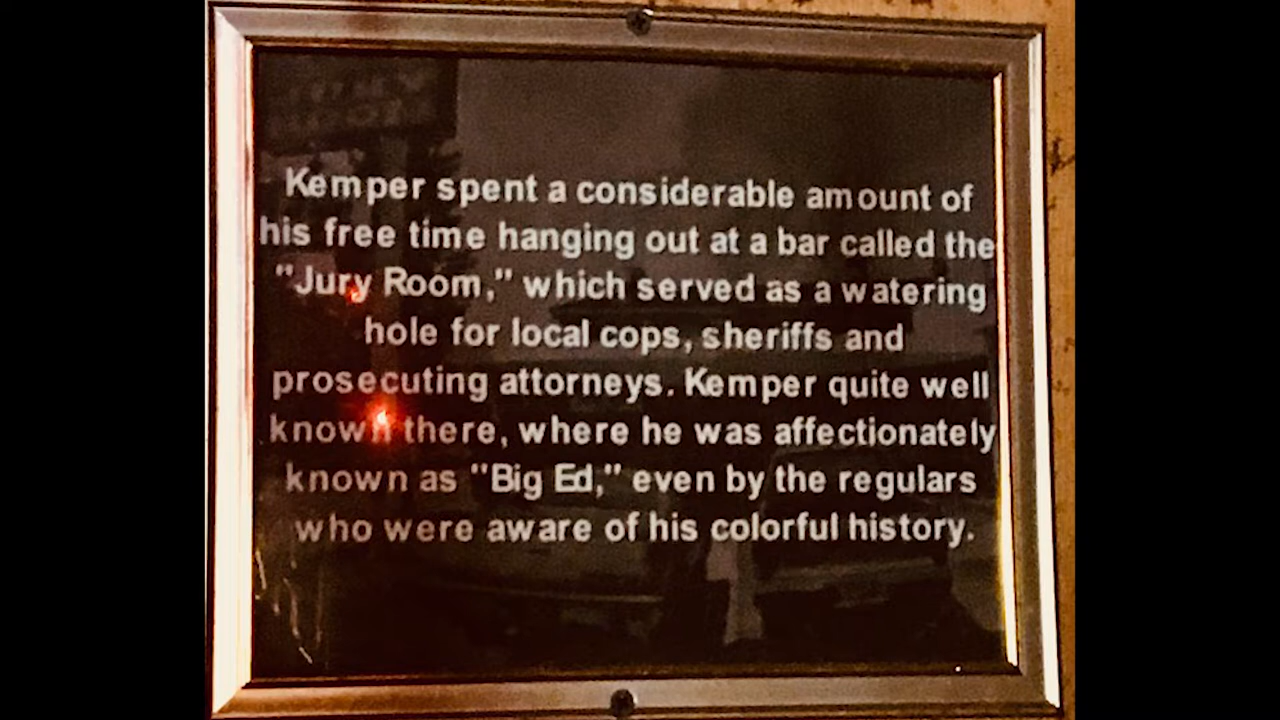 Kemper spent a considerable amount of
his free time hanging out at a bar called the
"Jury Room," which served as a watering
hole for local cops, sheriffs and
prosecuting attorneys. Kemper quite well
known there, where he was affectionately
known as "Big Ed," even by the regulars
who were aware of his colorful history.